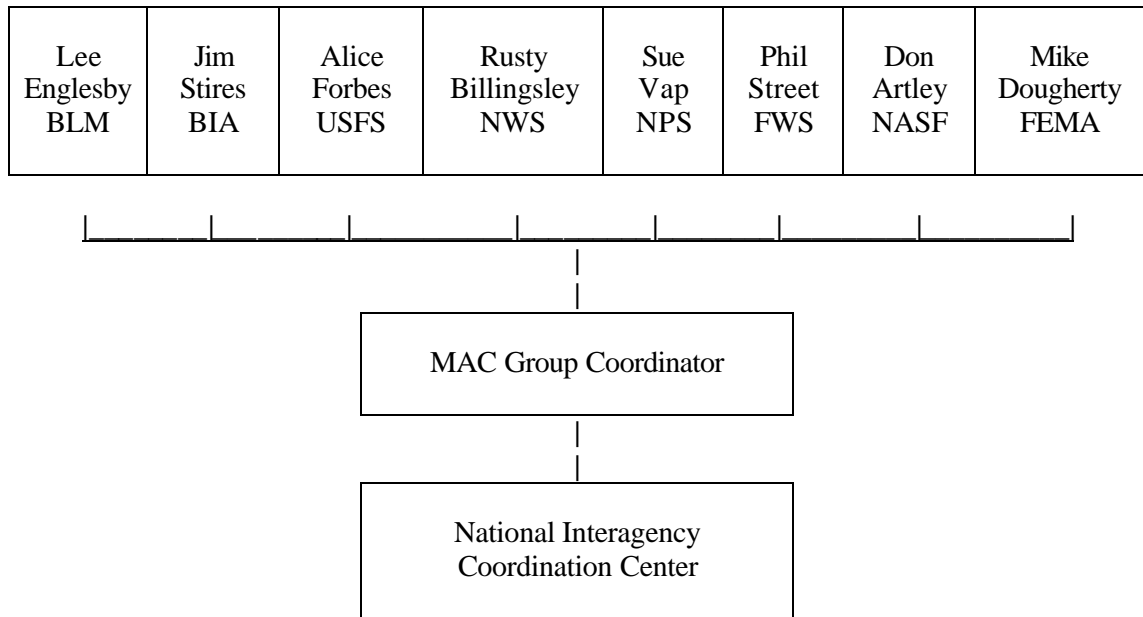 Lee
Englesby
BLM
Jim
Stires
BIA
Alice
Forbes
USFS
Rusty
Billingsley
NWS
Sue
Vap
NPS
Phil
Street
FWS
Don
Artley
NASF
Mike
Dougherty
FEMA
MAC Group Coordinator
National Interagency
Coordination Center